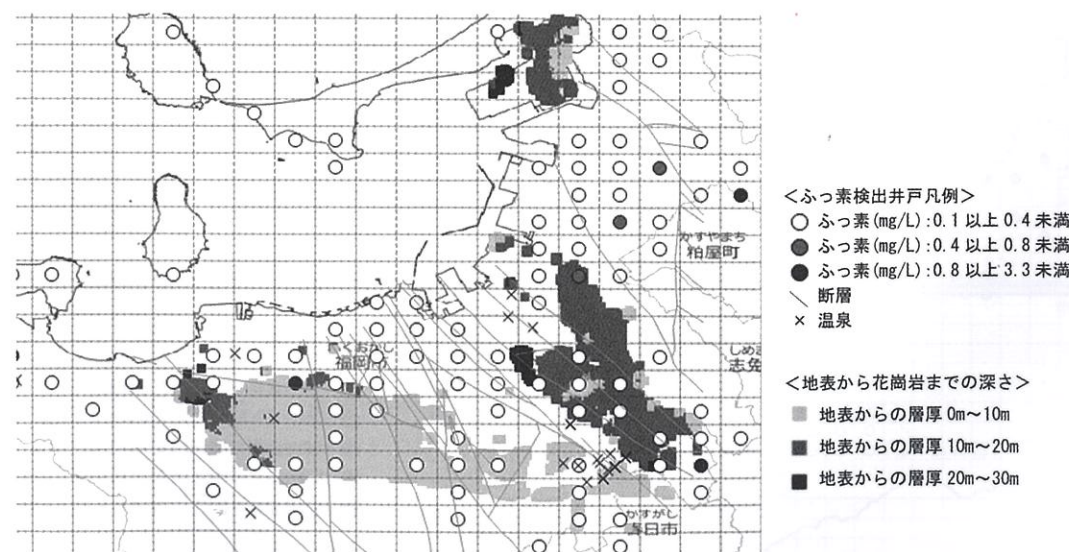 かすやまち
粕屋町
ふくおかし
福岡市
しめま
志免
かすがし
春日市
＜ふっ素検出井戸凡例＞
○ ふっ素(mg/L):0.1以上0.4未満
● ふっ素(mg/L):0.4以上0.8未満
● ふっ素(mg/L):0.8以上3.3未満
断層
× 温泉
＜地表から花崗岩までの深さ＞
地表からの層厚 0m～10m
地表からの層厚 10m～20m
地表からの層厚 20m～30m